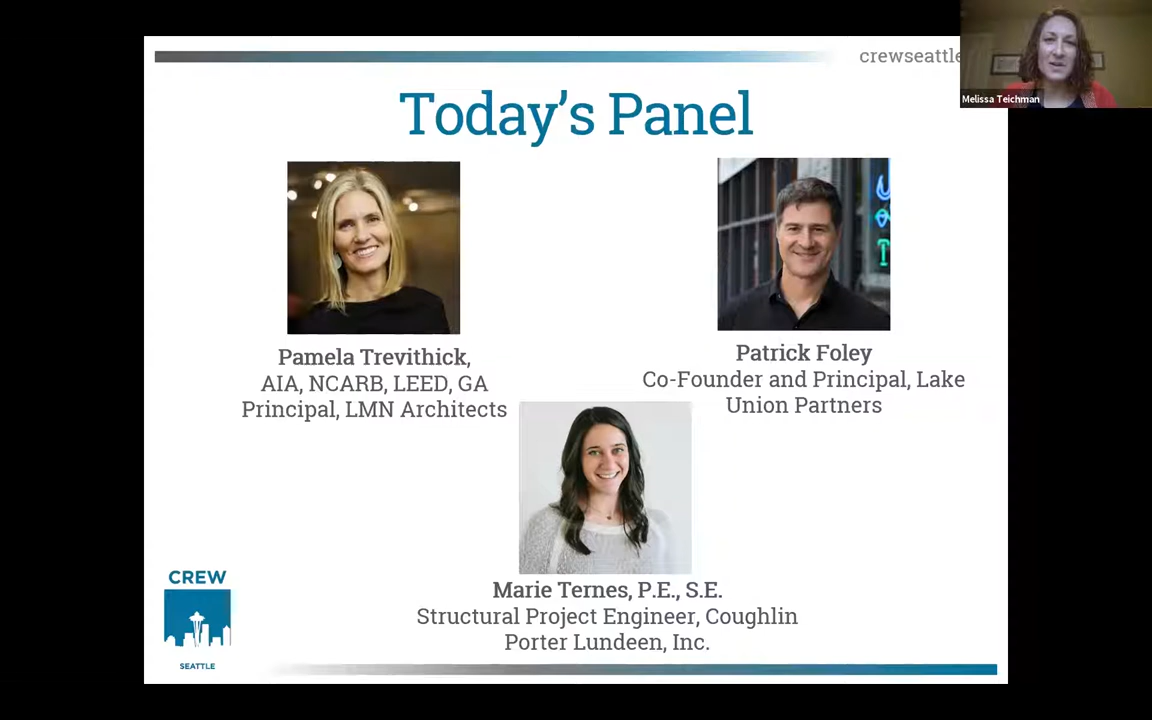 crewseattle
Melissa Teichman
Today's Panel
Pamela Trevithick,
AIA, NCARB, LEED, GA
Principal, LMN Architects
Patrick Foley
Co-Founder and Principal, Lake
Union Partners
Marie Ternes, P.E., S.E.
Structural Project Engineer, Coughlin
Porter Lundeen, Inc.
CREW
SEATTLE